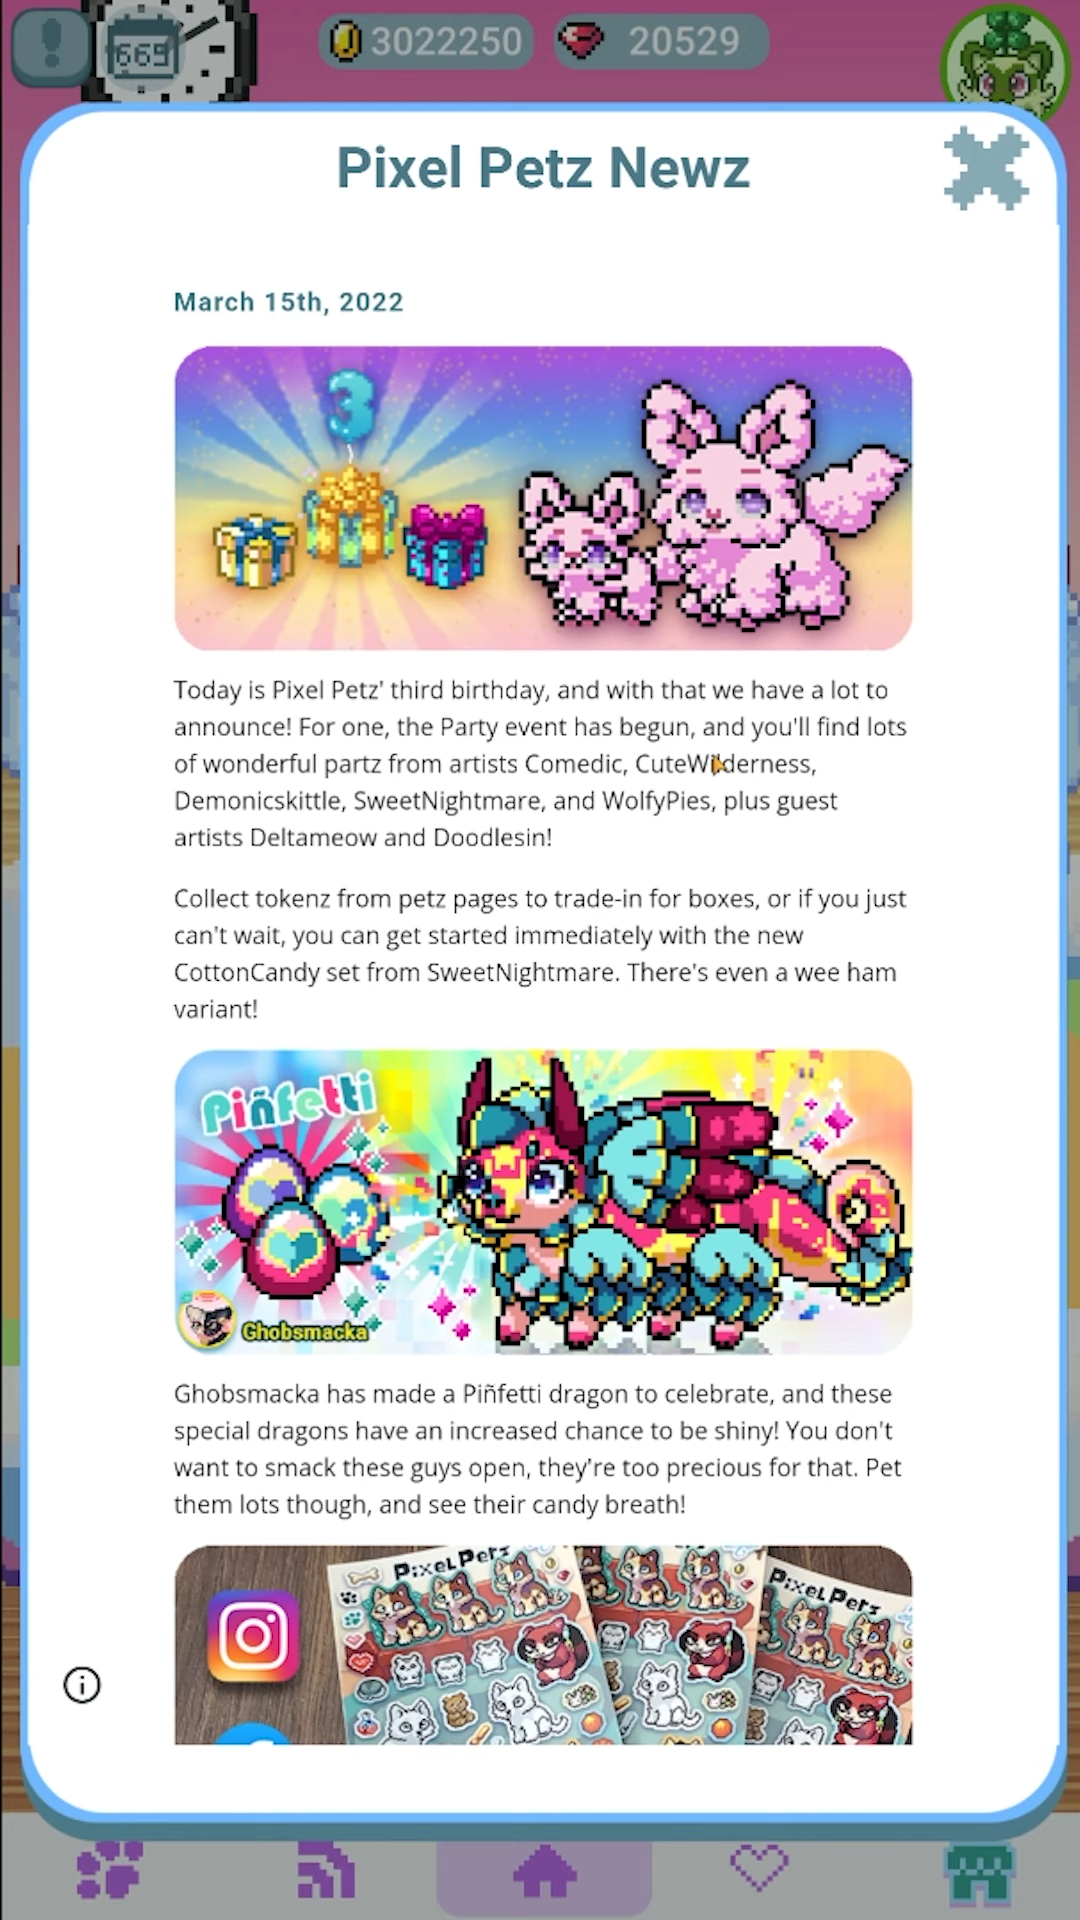 669
3022250
20529
Pixel Petz Newz
March 15th, 2022
3
Today is Pixel Petz' third birthday, and with that we have a lot to
announce! For one, the Party event has begun, and you'll find lots
of wonderful partz from artists Comedic, CuteWilderness,
Demonicskittle, SweetNightmare, and WolfyPies, plus guest
artists Deltameow and Doodlesin!
Collect tokenz from petz pages to trade-in for boxes, or if you just
can't wait, you can get started immediately with the new
CottonCandy set from SweetNightmare. There's even a wee ham
variant!
Piñfetti
Ghobsmacka
Ghobsmacka has made a Piñfetti dragon to celebrate, and these
special dragons have an increased chance to be shiny! You don't
want to smack these guys open, they're too precious for that. Pet
them lots though, and see their candy breath!
Pixel Petz
Pixel Petz